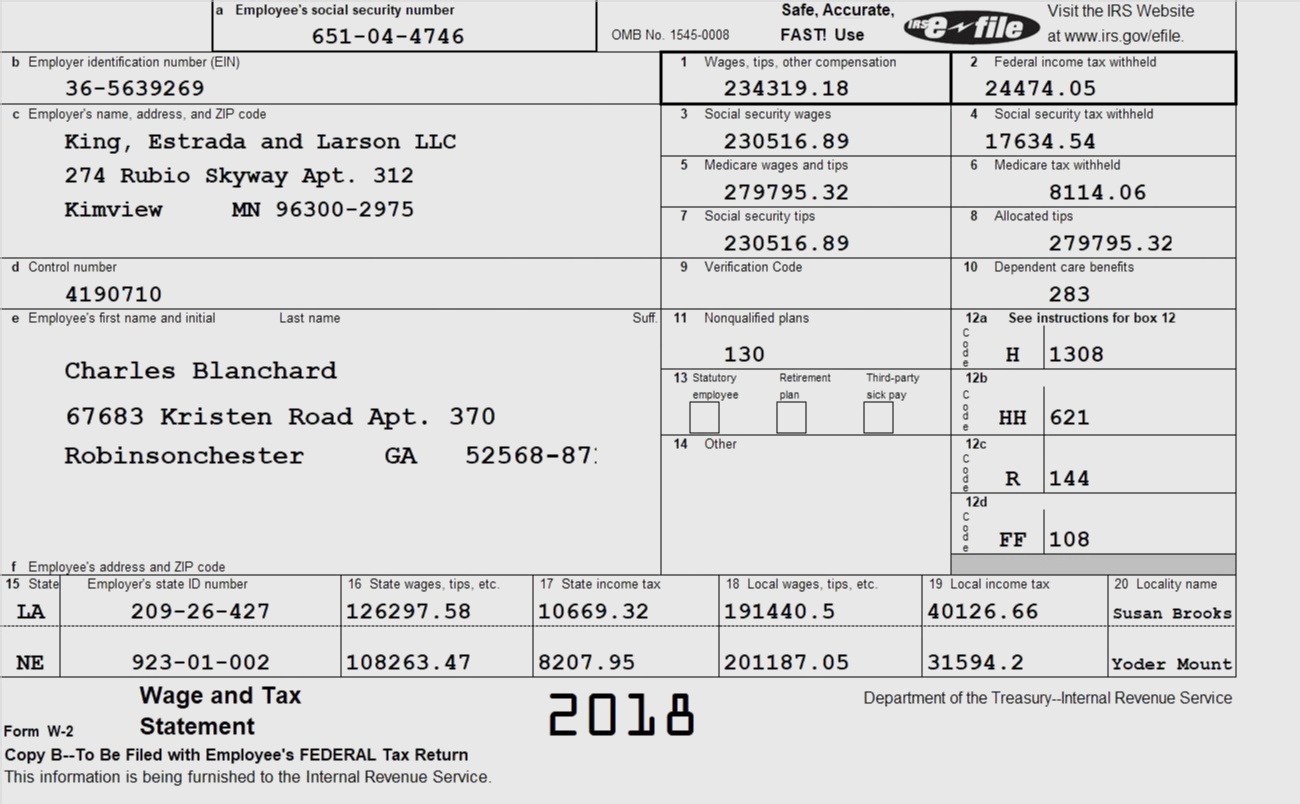 a Employee's social security number
651-04-4746
OMB No. 1545-0008
Safe, Accurate,
FAST! Use
IRS e-file
Visit the IRS Website
at www.irs.gov/efile.
b Employer identification number (EIN)
36-5639269
1 Wages, tips, other compensation
234319.18
2 Federal income tax withheld
24474.05
c Employer's name, address, and ZIP code
King, Estrada and Larson LLC
274 Rubio Skyway Apt. 312
Kimview MN 96300-2975
3 Social security wages
230516.89
4 Social security tax withheld
17634.54
5 Medicare wages and tips
279795.32
6 Medicare tax withheld
8114.06
7 Social security tips
230516.89
8 Allocated tips
279795.32
d Control number
4190710
9 Verification Code
10 Dependent care benefits
283
e Employee's first name and initial Last name Suff.
Charles Blanchard
67683 Kristen Road Apt. 370
Robinsonchester GA
f Employee's address and ZIP code
11 Nonqualified plans
130
12a See instructions for box 12
Code H 1308
13 Statutory employee
Retirement plan
Third-party sick pay
12b
Code HH 621
14 Other
12c
Code R 144
12d
Code FF 108
15 State Employer's state ID number 16 State wages, tips, etc. 17 State income tax 18 Local wages, tips, etc. 19 Local income tax 20 Locality name
LA 209-26-427 126297.58 10669.32 191440.5 40126.66 Susan Brooks
NE 923-01-002 108263.47 8207.95 201187.05 31594.2 Yoder Mount
Form W-2
Wage and Tax
Statement
2018
Department of the Treasury--Internal Revenue Service
Copy B--To Be Filed with Employee's FEDERAL Tax Return
This information is being furnished to the Internal Revenue Service.